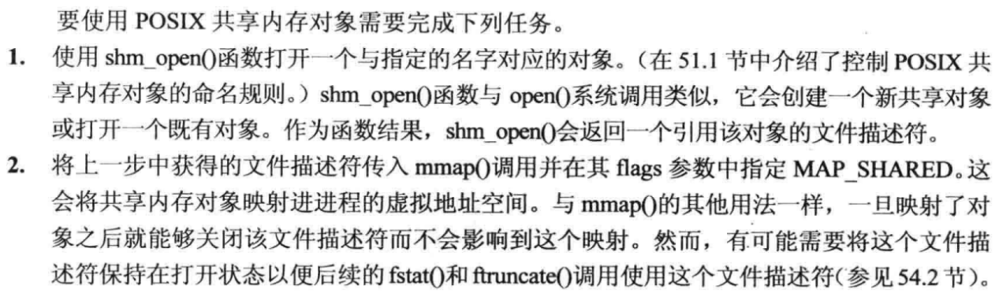 要使用 POSIX 共享内存对象需要完成下列任务。
1. 使用 shm_open()函数打开一个与指定的名字对应的对象。（在 51.1 节中介绍了控制 POSIX 共
享内存对象的命名规则。）shm_open()函数与 open()系统调用类似，它会创建一个新共享对象
或打开一个既有对象。作为函数结果，shm_open()会返回一个引用该对象的文件描述符。
2. 将上一步中获得的文件描述符传入 mmap()调用并在其 flags 参数中指定 MAP_SHARED。这
会将共享内存对象映射进进程的虚拟地址空间。与 mmap()的其他用法一样，一旦映射了对
象之后就能够关闭该文件描述符而不会影响到这个映射。然而，有可能需要将这个文件描
述符保持在打开状态以便后续的 fstat()和 ftruncate()调用使用这个文件描述符（参见 54.2 节）。